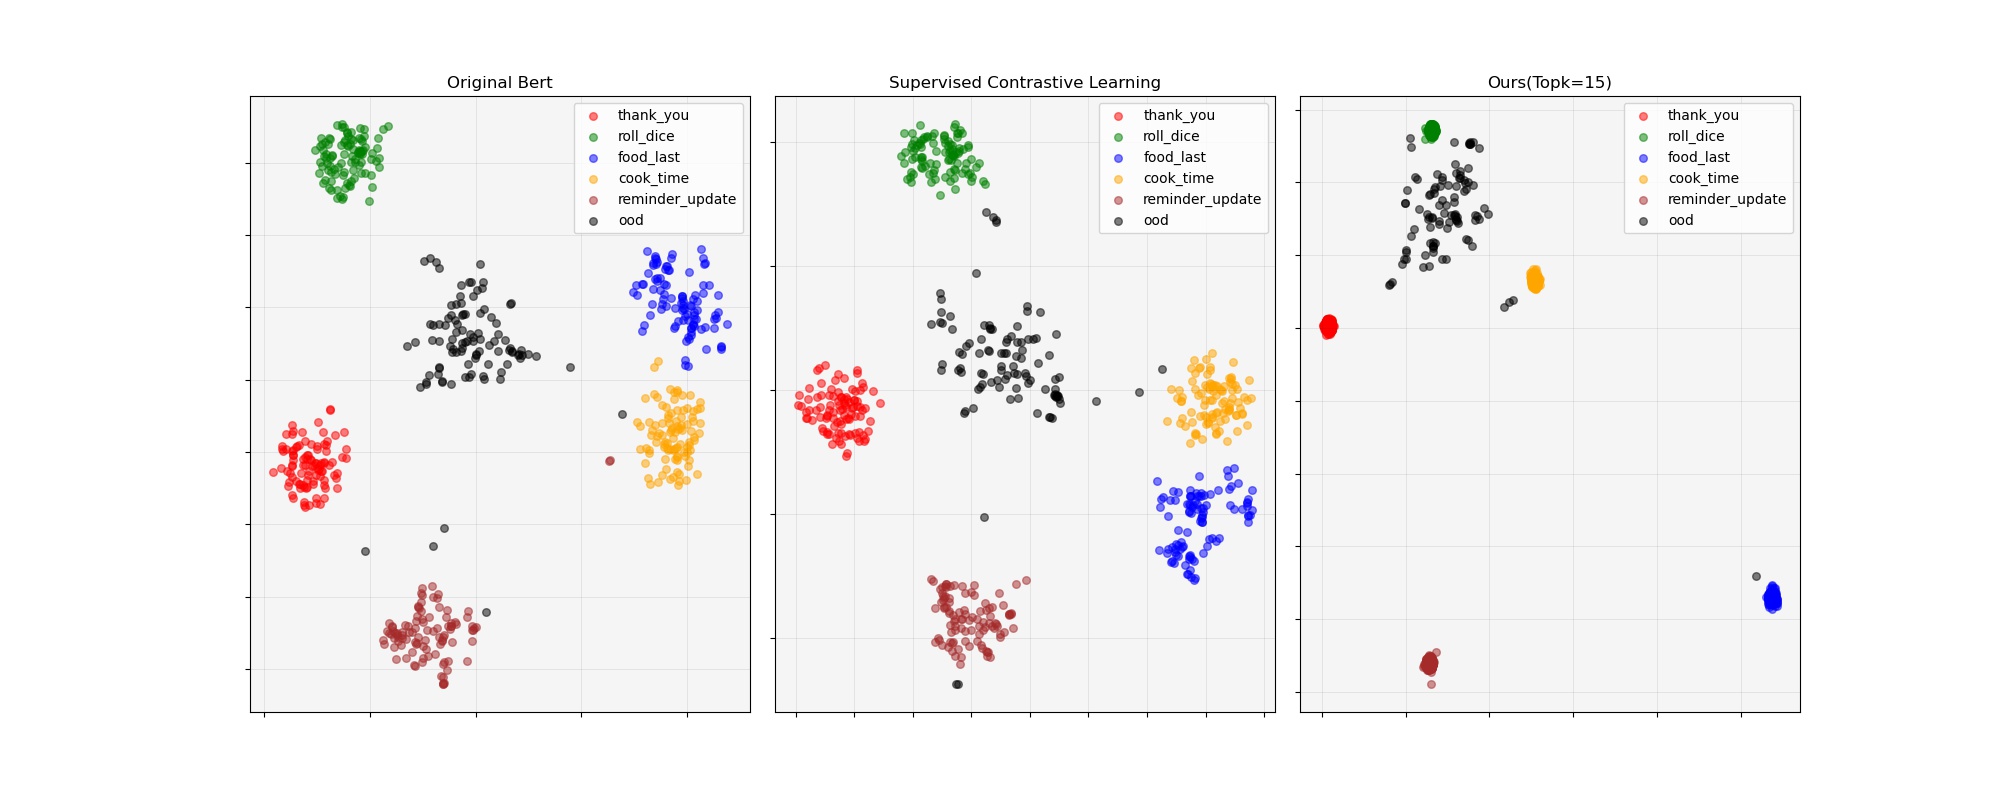 Original Bert
thank_you
roll_dice
food_last
cook_time
reminder_update
ood
Supervised Contrastive Learning
thank_you
roll_dice
food_last
cook_time
reminder_update
ood
Ours(Topk=15)
thank_you
roll_dice
food_last
cook_time
reminder_update
ood